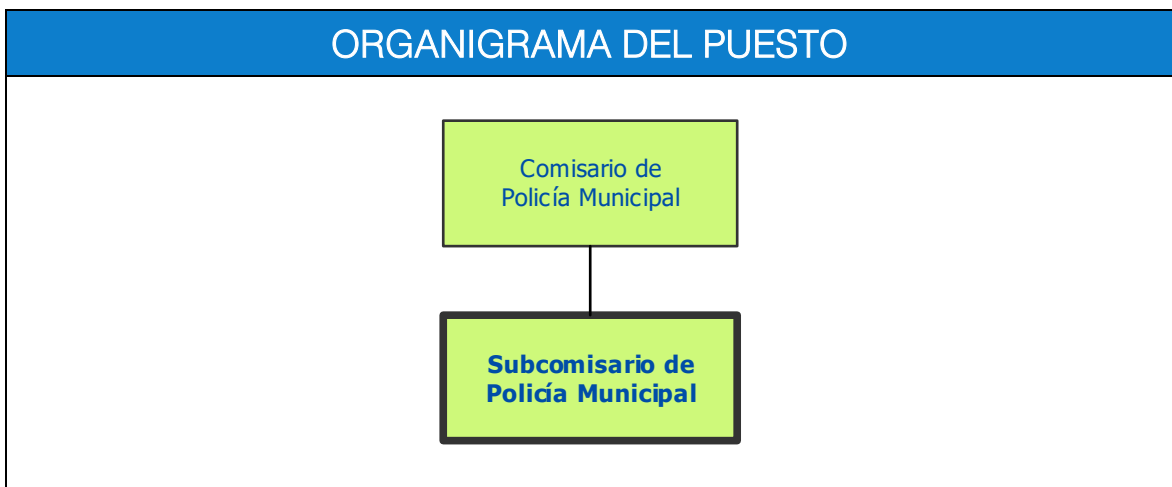 ORGANIGRAMA DEL PUESTO
Comisario de
Policía Municipal
Subcomisario de
Policía Municipal